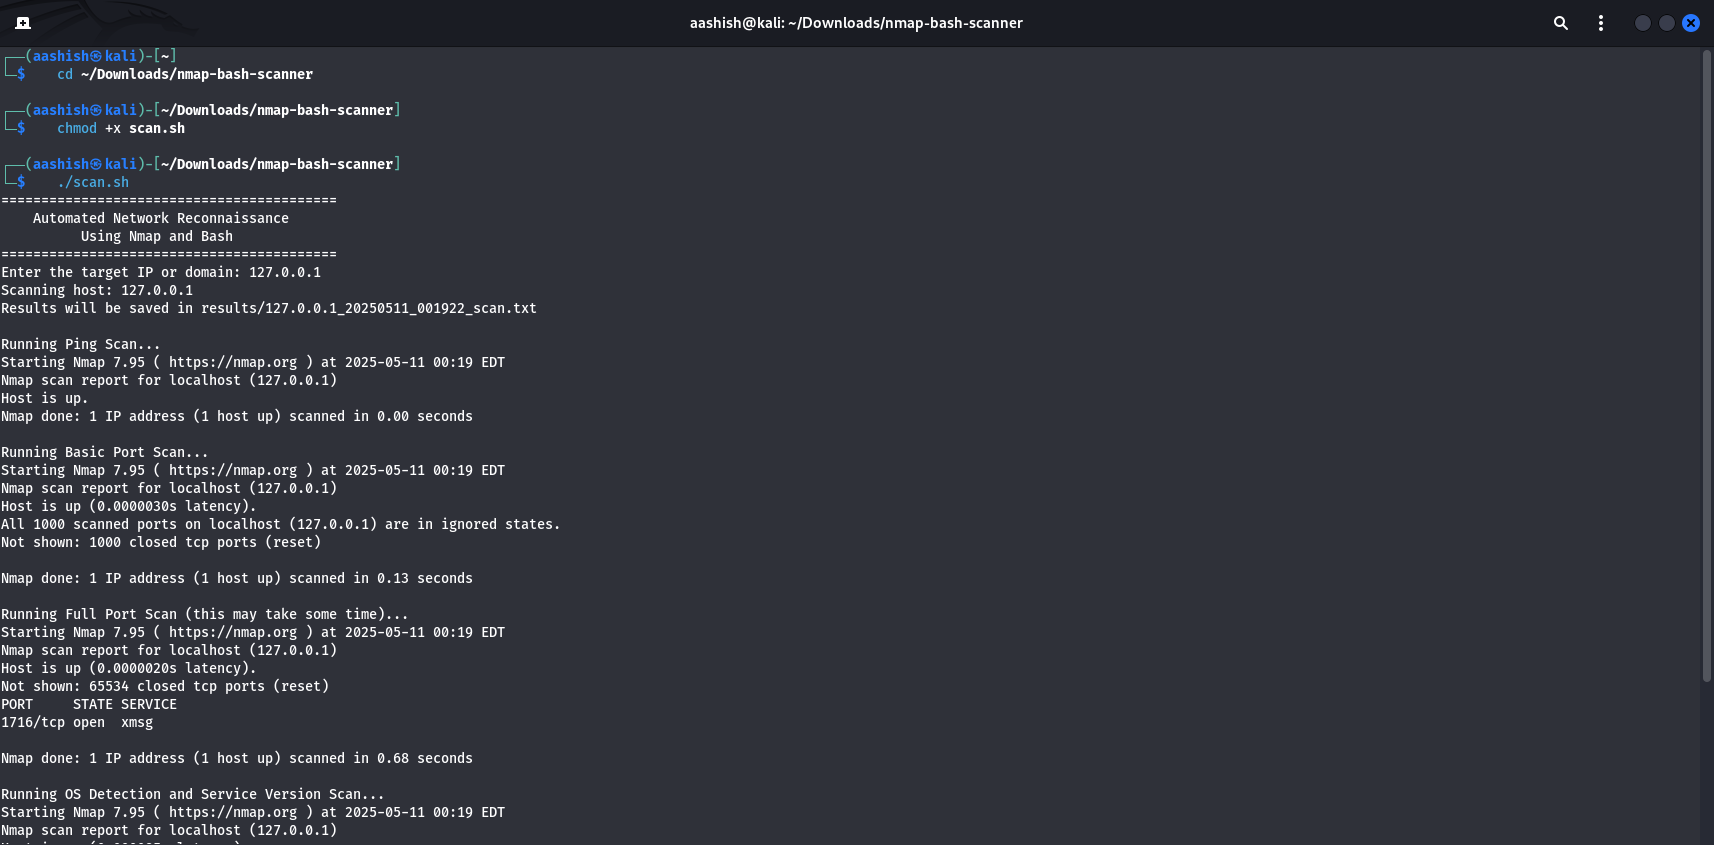 aashish@kali: ~/Downloads/nmap-bash-scanner
┌──(aashish㉿kali)-[~]
└─$ cd ~/Downloads/nmap-bash-scanner
┌──(aashish㉿kali)-[~/Downloads/nmap-bash-scanner]
└─$ chmod +x scan.sh
┌──(aashish㉿kali)-[~/Downloads/nmap-bash-scanner]
└─$ ./scan.sh
==========================================
Automated Network Reconnaissance
Using Nmap and Bash
==========================================
Enter the target IP or domain: 127.0.0.1
Scanning host: 127.0.0.1
Results will be saved in results/127.0.0.1_20250511_001922_scan.txt
Running Ping Scan...
Starting Nmap 7.95 ( https://nmap.org ) at 2025-05-11 00:19 EDT
Nmap scan report for localhost (127.0.0.1)
Host is up.
Nmap done: 1 IP address (1 host up) scanned in 0.00 seconds
Running Basic Port Scan...
Starting Nmap 7.95 ( https://nmap.org ) at 2025-05-11 00:19 EDT
Nmap scan report for localhost (127.0.0.1)
Host is up (0.0000030s latency).
All 1000 scanned ports on localhost (127.0.0.1) are in ignored states.
Not shown: 1000 closed tcp ports (reset)
Nmap done: 1 IP address (1 host up) scanned in 0.13 seconds
Running Full Port Scan (this may take some time)...
Starting Nmap 7.95 ( https://nmap.org ) at 2025-05-11 00:19 EDT
Nmap scan report for localhost (127.0.0.1)
Host is up (0.0000020s latency).
Not shown: 65534 closed tcp ports (reset)
PORT     STATE SERVICE
1716/tcp open  xmsg
Nmap done: 1 IP address (1 host up) scanned in 0.68 seconds
Running OS Detection and Service Version Scan...
Starting Nmap 7.95 ( https://nmap.org ) at 2025-05-11 00:19 EDT
Nmap scan report for localhost (127.0.0.1)